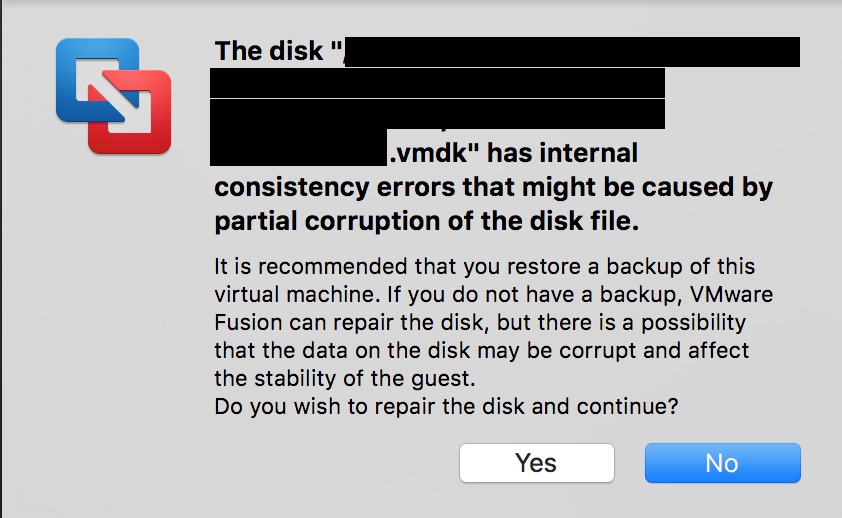 The disk "
.vmdk" has internal
consistency errors that might be caused by
partial corruption of the disk file.
It is recommended that you restore a backup of this
virtual machine. If you do not have a backup, VMware
Fusion can repair the disk, but there is a possibility
that the data on the disk may be corrupt and affect
the stability of the guest.
Do you wish to repair the disk and continue?
Yes No